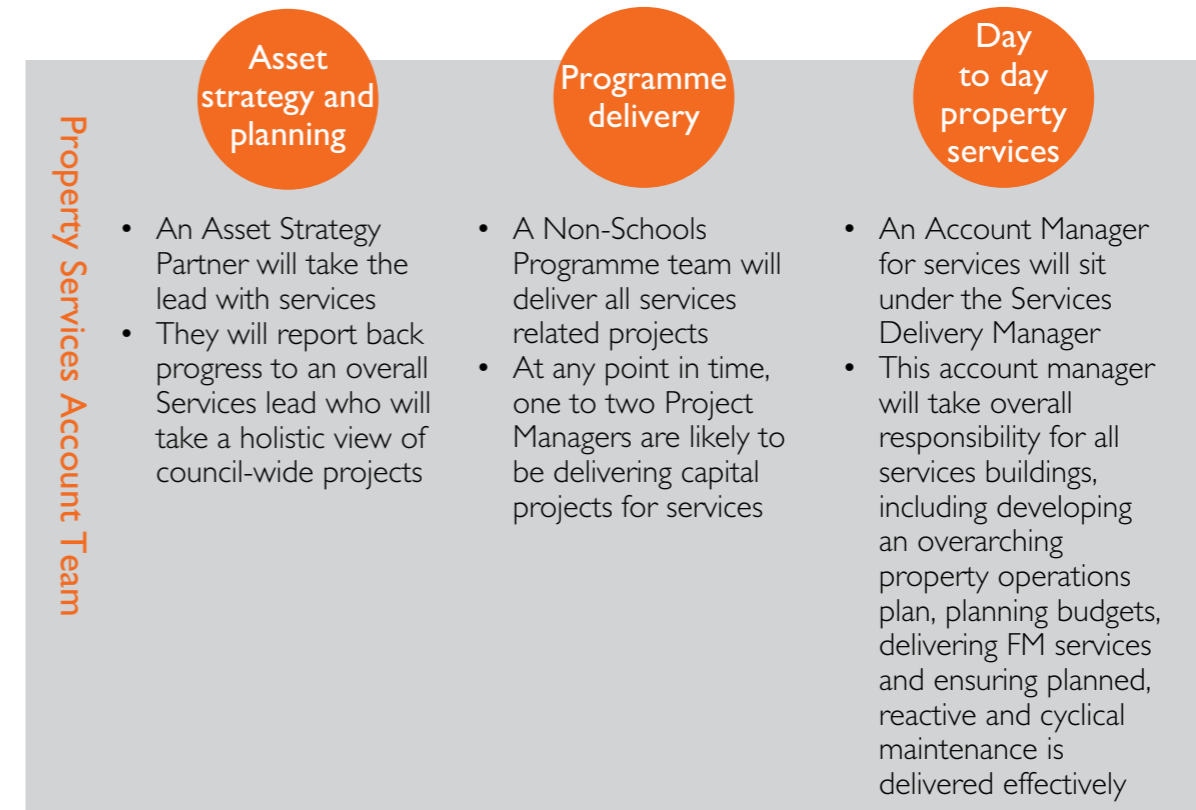 Property Services Account Team
Asset
strategy and
planning
• An Asset Strategy
Partner will take the
lead with services
• They will report back
progress to an overall
Services lead who will
take a holistic view of
council-wide projects
Programme
delivery
• A Non-Schools
Programme team will
deliver all services
related projects
• At any point in time,
one to two Project
Managers are likely to
be delivering capital
projects for services
Day
to day
property
services
• An Account Manager
for services will sit
under the Services
Delivery Manager
• This account manager
will take overall
responsibility for all
services buildings,
including developing
an overarching
property operations
plan, planning budgets,
delivering FM services
and ensuring planned,
reactive and cyclical
maintenance is
delivered effectively